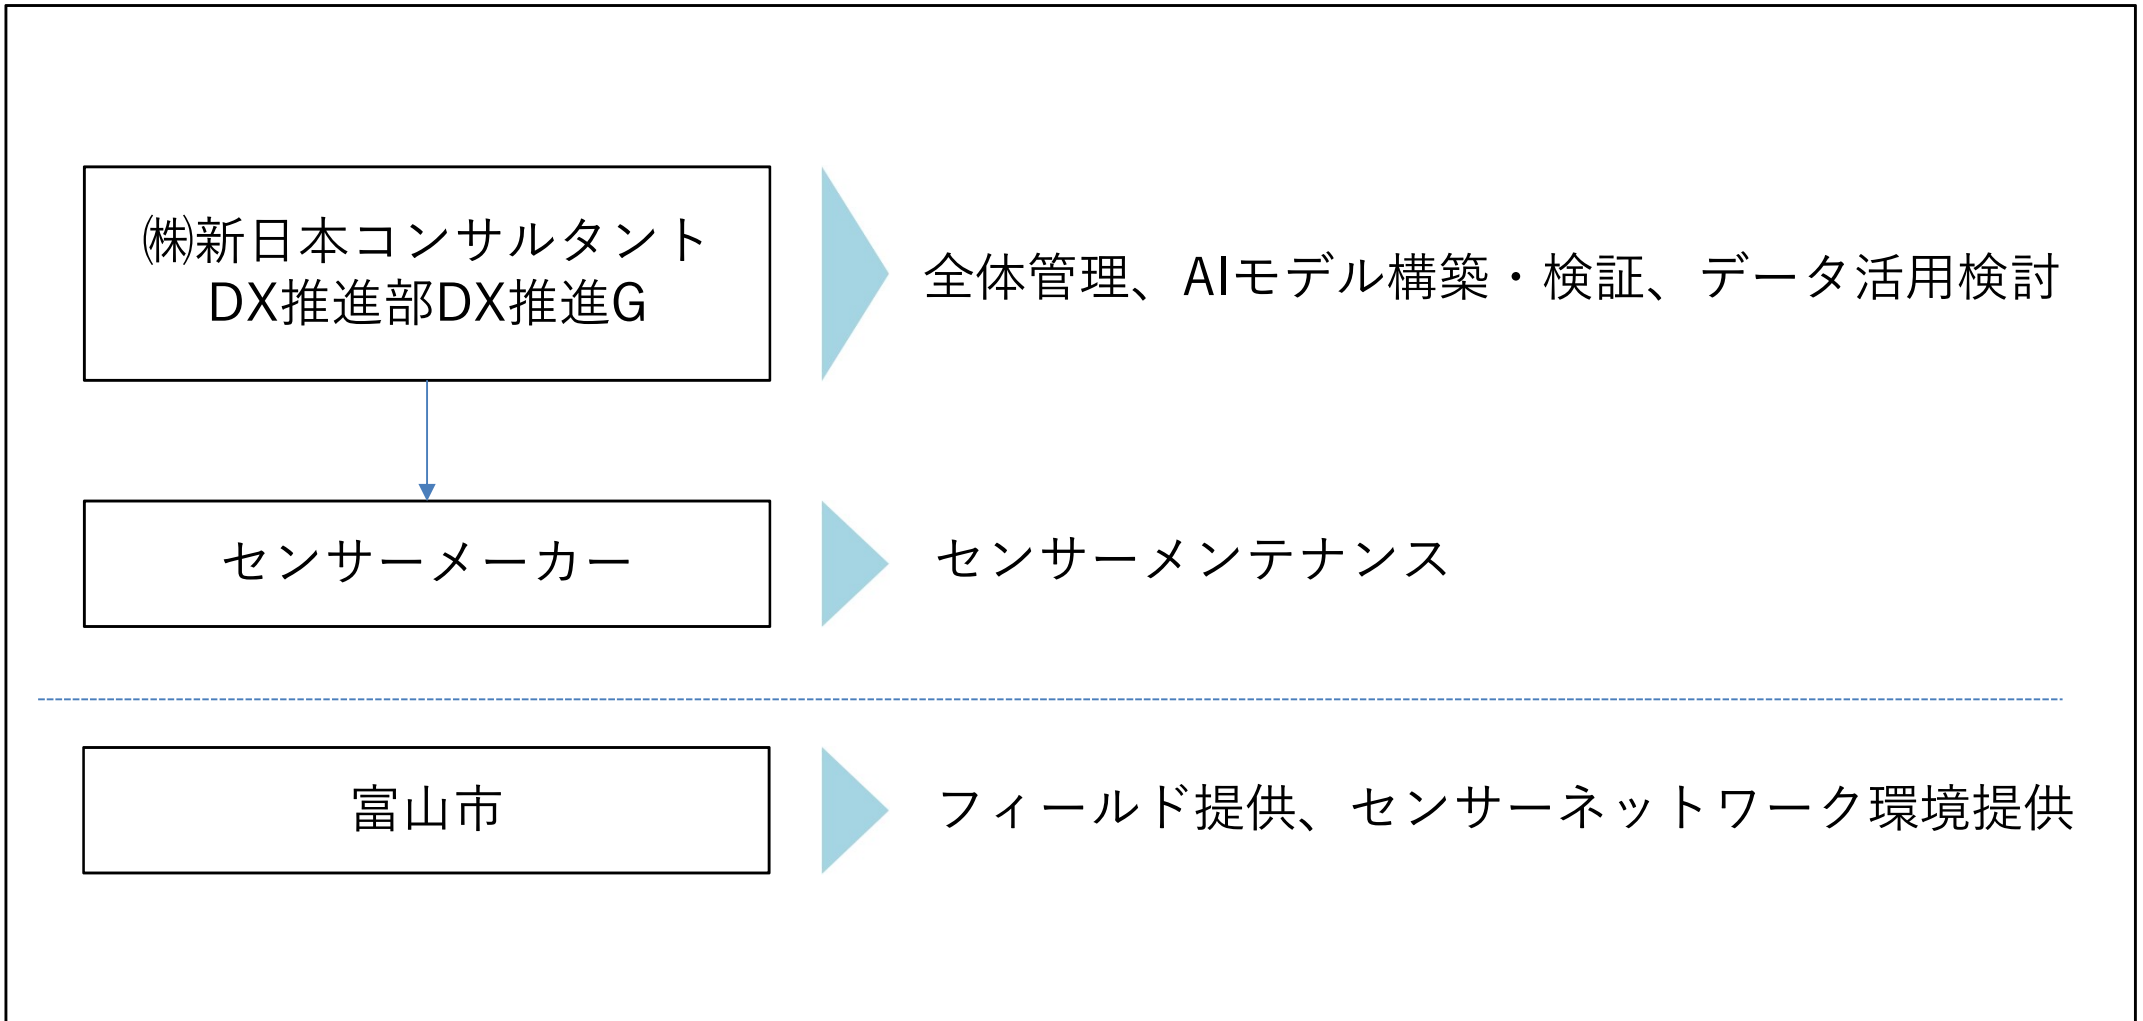 ㈱新日本コンサルタント
DX推進部DX推進G
全体管理、AIモデル構築・検証、データ活用検討
センサーメーカー
センサーメンテナンス
富山市
フィールド提供、センサーネットワーク環境提供